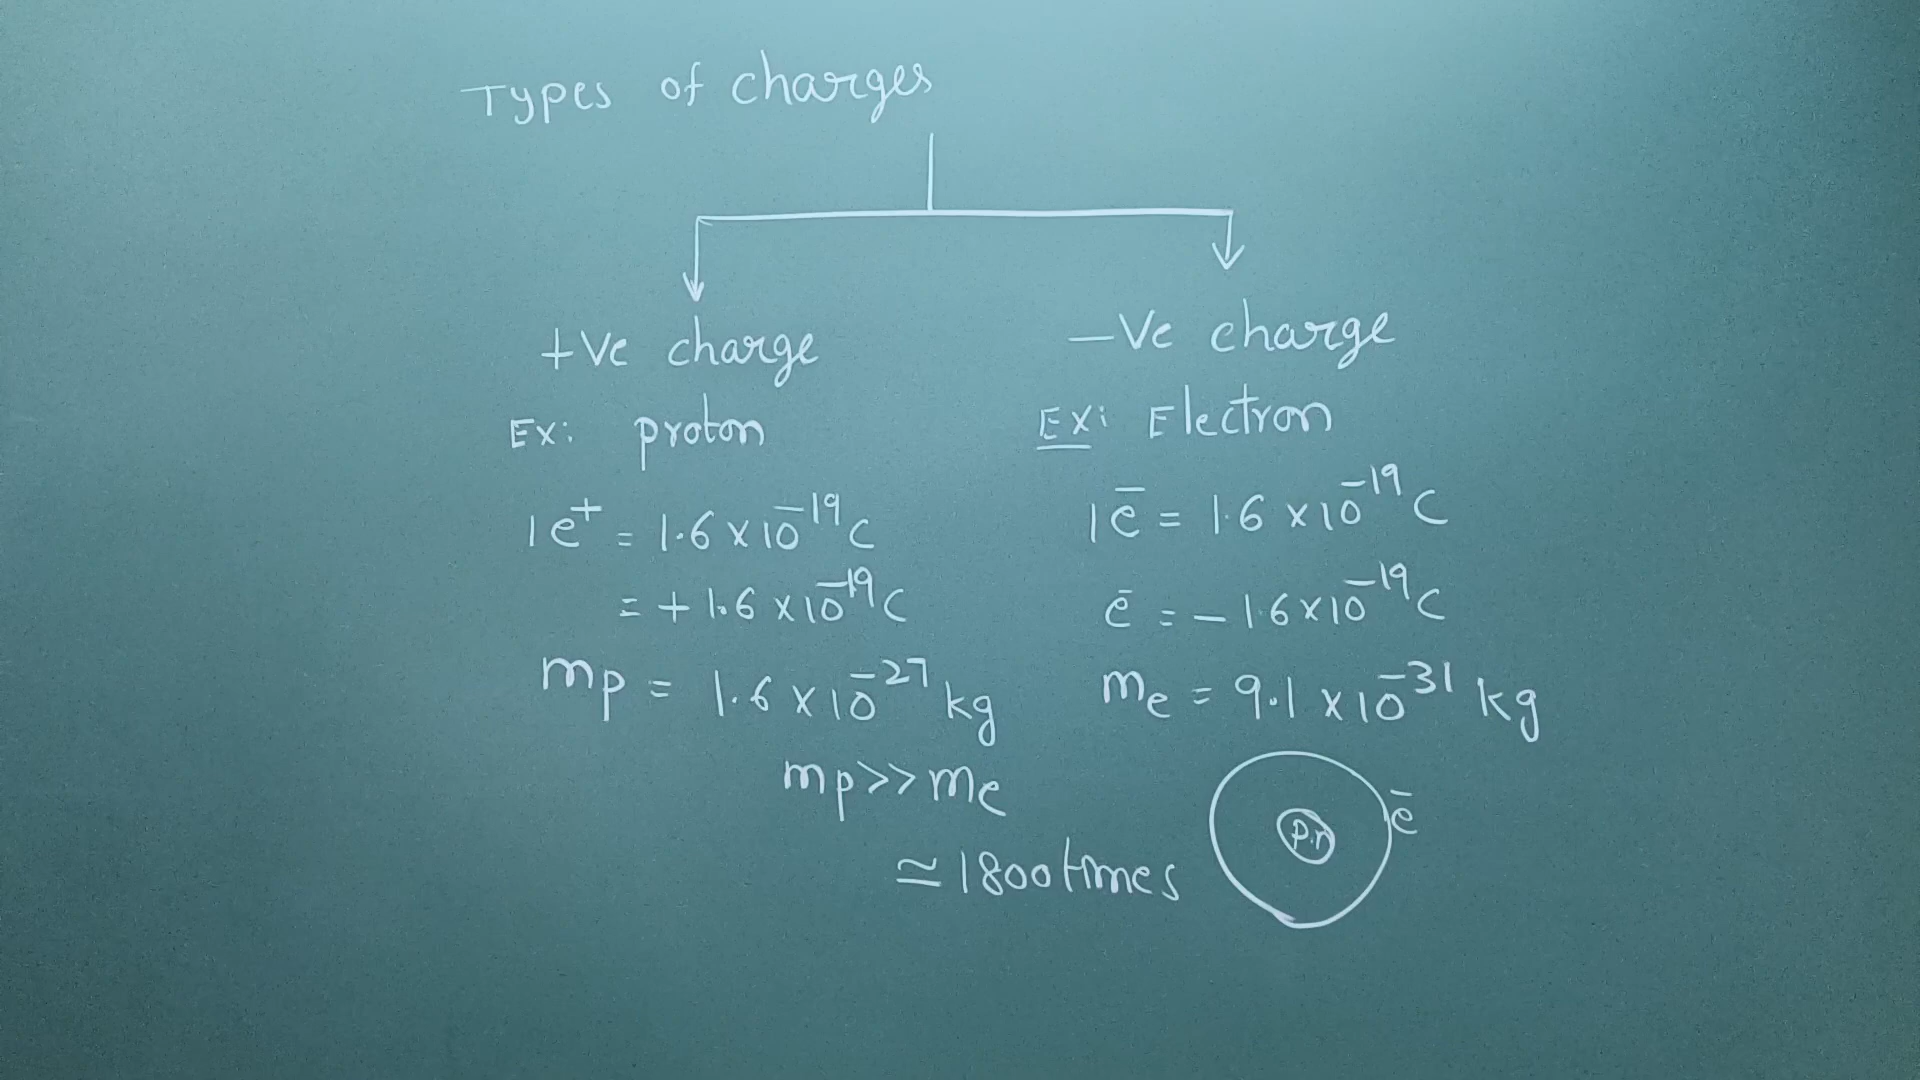 Types of charges
+ve charge
Ex: proton
1e⁺ = 1.6 × 10⁻¹⁹ C
= + 1.6 × 10⁻¹⁹ C
mp = 1.6 × 10⁻²⁷ kg
-ve charge
Ex: Electron
1e⁻ = 1.6 × 10⁻¹⁹ C
e⁻ = - 1.6 × 10⁻¹⁹ C
me = 9.1 × 10⁻³¹ kg
mp >> me
≃ 1800 times
p.n
e⁻